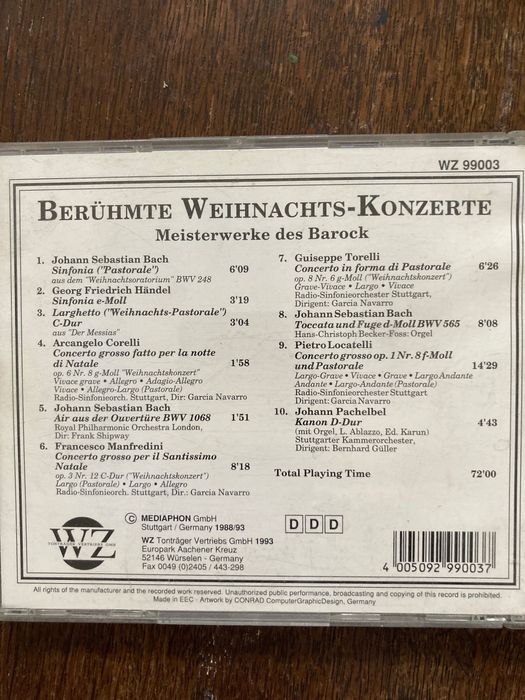 WZ 99003
BERÜHMTE WEIHNACHTS-KONZERTE
Meisterwerke des Barock
1. Johann Sebastian Bach
Sinfonia ("Pastorale") 6'09
aus dem "Weihnachtsoratorium" BWV 248
2. Georg Friedrich Händel
Sinfonia e-Moll 3'19
3. Larghetto ("Weihnachts-Pastorale")
C-Dur 3'04
aus "Der Messias"
4. Arcangelo Corelli
Concerto grosso fatto per la notte
di Natale 1'58
op. 6 Nr. 8 g-Moll "Weihnachtskonzert"
Vivace grave • Allegro • Adagio-Allegro
Vivace • Allegro-Largo (Pastorale)
Radio-Sinfonieorch. Stuttgart, Dir: Garcia Navarro
5. Johann Sebastian Bach
Air aus der Ouvertüre BWV 1068 1'51
Royal Philharmonic Orchestra London,
Dir: Frank Shipway
6. Francesco Manfredini
Concerto grosso per il Santissimo
Natale 8'18
op. 3 Nr. 12 C-Dur ("Weihnachtskonzert")
Largo (Pastorale) • Largo • Allegro
Radio-Sinfonieorch. Stuttgart, Dir.: Garcia Navarro
7. Guiseppe Torelli
Concerto in forma di Pastorale 6'26
op. 8 Nr. 6 g-Moll ("Weihnachtskonzert")
Grave-Vivace • Largo • Vivace
Radio-Sinfonieorchester Stuttgart,
Dirigent: Garcia Navarro
8. Johann Sebastian Bach
Toccata und Fuge d-Moll BWV 565 8'08
Hans-Christoph Becker-Foss: Orgel
9. Pietro Locatelli
Concerto grosso op. 1 Nr. 8 f-Moll
und Pastorale 14'29
Largo-Grave • Vivace • Grave • Largo Andante
Andante • Largo-Andante (Pastorale)
Radio-Sinfonieorchester Stuttgart,
Dirigent: Garcia Navarro
10. Johann Pachelbel
Kanon D-Dur 4'43
(mit Orgel, L. Ablazzo, Ed. Karun)
Stuttgarter Kammerorchester,
Dirigent: Bernhard Güller
Total Playing Time 72'00
WZ
TONTRÄGER VERTRIEBS GMBH
© MEDIAPHON GmbH
Stuttgart / Germany 1988/93
WZ Tonträger Vertriebs GmbH 1993
Europark Aachener Kreuz
52146 Würselen - Germany
Fax 0049 (0)2405 / 443-298
D D D
4 005092 990037
All rights of the manufacturer and the recorded work reserved. Unauthorized public performance, broadcasting and copying of this record is prohibited.
Made in EEC · Artwork by CONRAD ComputerGraphicDesign, Germany